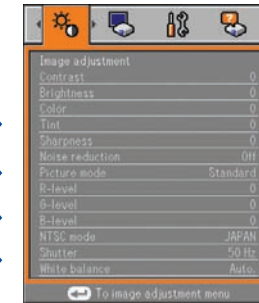 Image adjustment
Contrast 0
Brightness 0
Color 0
Tint 0
Sharpness 0
Noise reduction Off
Picture mode Standard
R-level 0
G-level 0
B-level 0
NTSC mode JAPAN
Shutter 50 Hz
White balance Auto.
To image adjustment menu